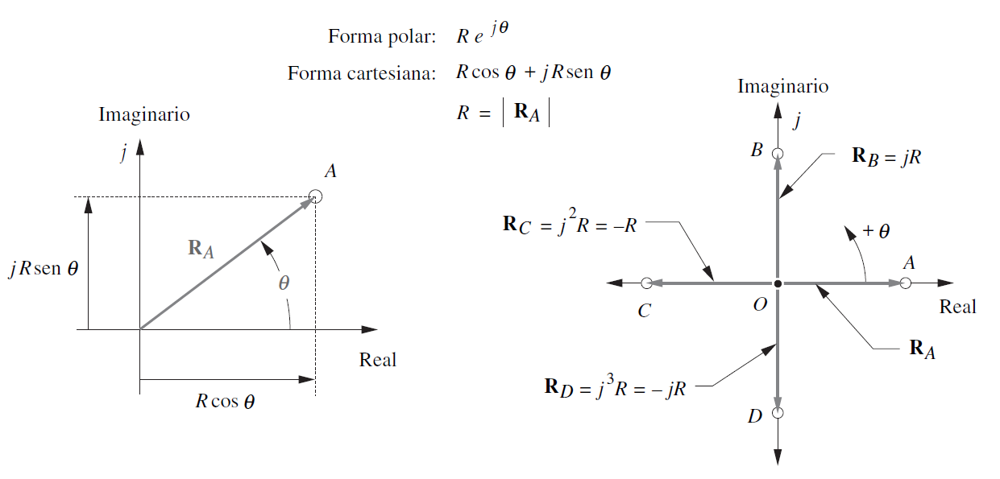 Forma polar: R e^{jθ}
Forma cartesiana: R cos θ + jR sen θ
R = | R_A |
Imaginario
j
A
R_A
θ
jR sen θ
Real
R cos θ
Imaginario
j
B
R_B = jR
R_C = j^2R = –R
+ θ
A
C
O
Real
R_A
R_D = j^3R = – jR
D